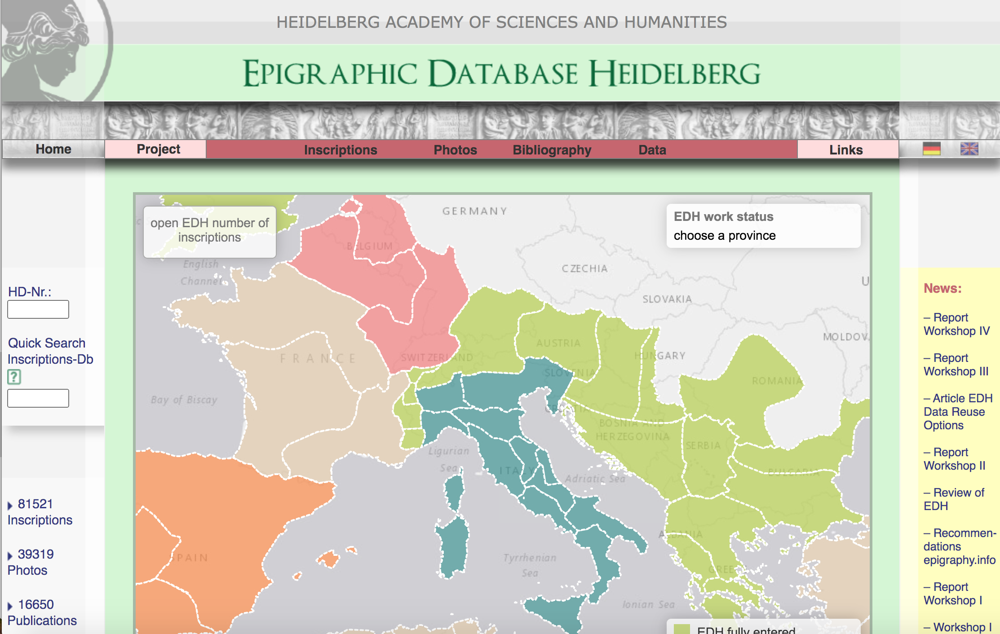 HEIDELBERG ACADEMY OF SCIENCES AND HUMANITIES
EPIGRAPHIC DATABASE HEIDELBERG
Home
Project
Inscriptions
Photos
Bibliography
Data
Links
HD-Nr.:
Quick Search
Inscriptions-Db
?
81521
Inscriptions
39319
Photos
16650
Publications
open EDH number of
inscriptions
EDH work status
choose a province
GERMANY
BELGIUM
English
Channel
CZECHIA
SLOVAKIA
U
MOLDOV
AUSTRIA
FRANCE
SWITZERLAND
HUNGARY
SLOVENIA
ROMANIA
Bay of Biscay
CROATIA
BOSNIA AND
HERZEGOVINA
SERBIA
Ligurian
Sea
ITALY
Adriatic Sea
BULGARIA
ALBANIA
SPAIN
Tyrrhenian
Sea
GREE
Ionian Sea
EDH fully entered
News:
– Report
Workshop IV
– Report
Workshop III
– Article EDH
Data Reuse
Options
– Report
Workshop II
– Review of
EDH
– Recommen-
dations
epigraphy.info
– Report
Workshop I
– Workshop I